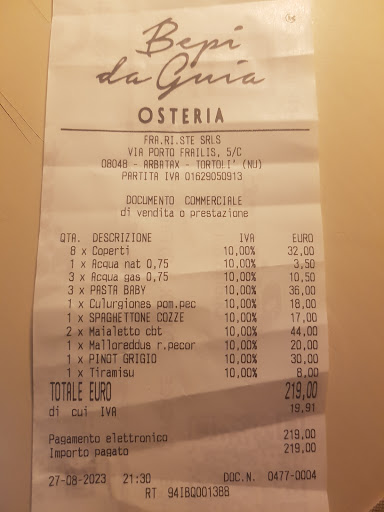 Bepi
da Guia
OSTERIA
FRA.RI.STE SRLS
VIA PORTO FRAILIS, 5/C
08048 - ARBATAX - TORTOLI' (NU)
PARTITA IVA 01629050913
DOCUMENTO COMMERCIALE
di vendita o prestazione
QTA. DESCRIZIONE IVA EURO
8 x Coperti 10,00% 32,00
1 x Acqua nat 0,75 10,00% 3,50
3 x Acqua gas 0,75 10,00% 10,50
3 x PASTA BABY 10,00% 36,00
1 x Culurgiones pom.pec 10,00% 18,00
1 x SPAGHETTONE COZZE 10,00% 17,00
2 x Maialetto cbt 10,00% 44,00
1 x Malloreddus r.pecor 10,00% 20,00
1 x PINOT GRIGIO 10,00% 30,00
1 x Tiramisu 10,00% 8,00
TOTALE EURO 219,00
di cui IVA 19,91
Pagamento elettronico 219,00
Importo pagato 219,00
27-08-2023 21:30 DOC.N. 0477-0004
RT 94IBQ001388